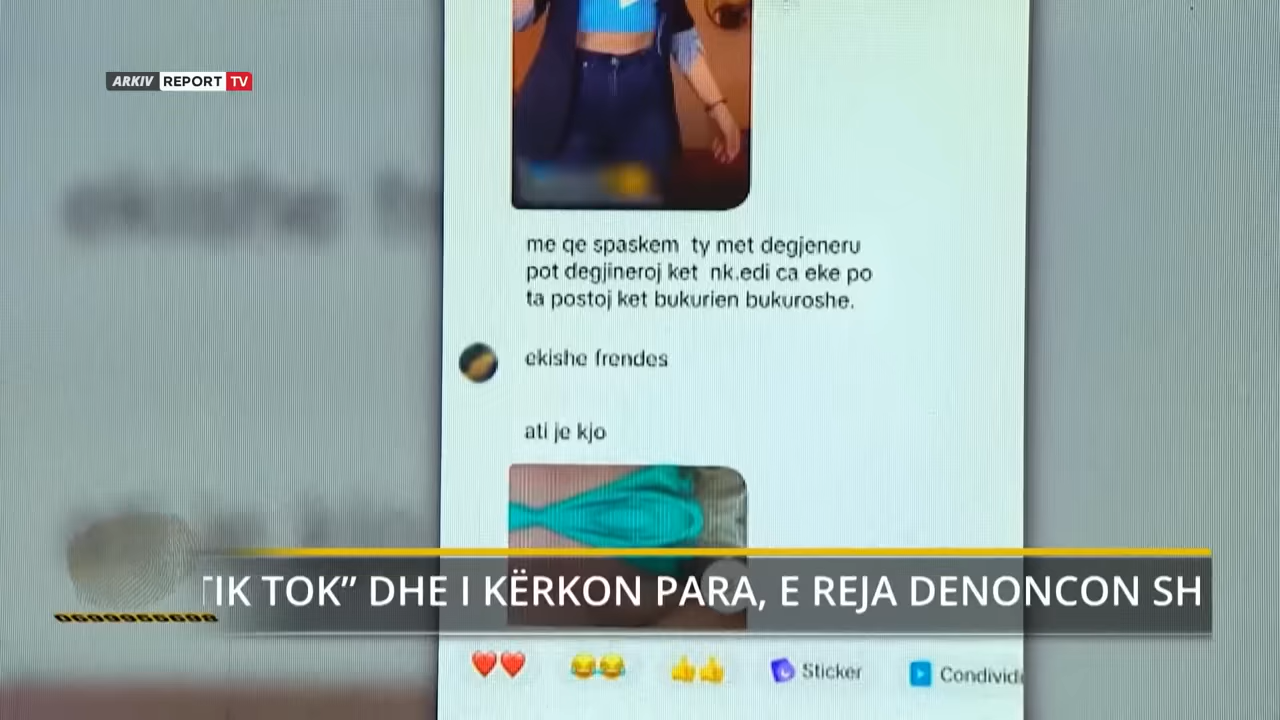 ARKIV REPORT TV
me qe spaskem ty met degjeneru
pot degjineroj ket nk.edi ca eke po
ta postoj ket bukurien bukuroshe.
ekishe frendes
ati je kjo
TIK TOK” DHE I KËRKON PARA, E REJA DENONCON SH
Sticker
Condivid